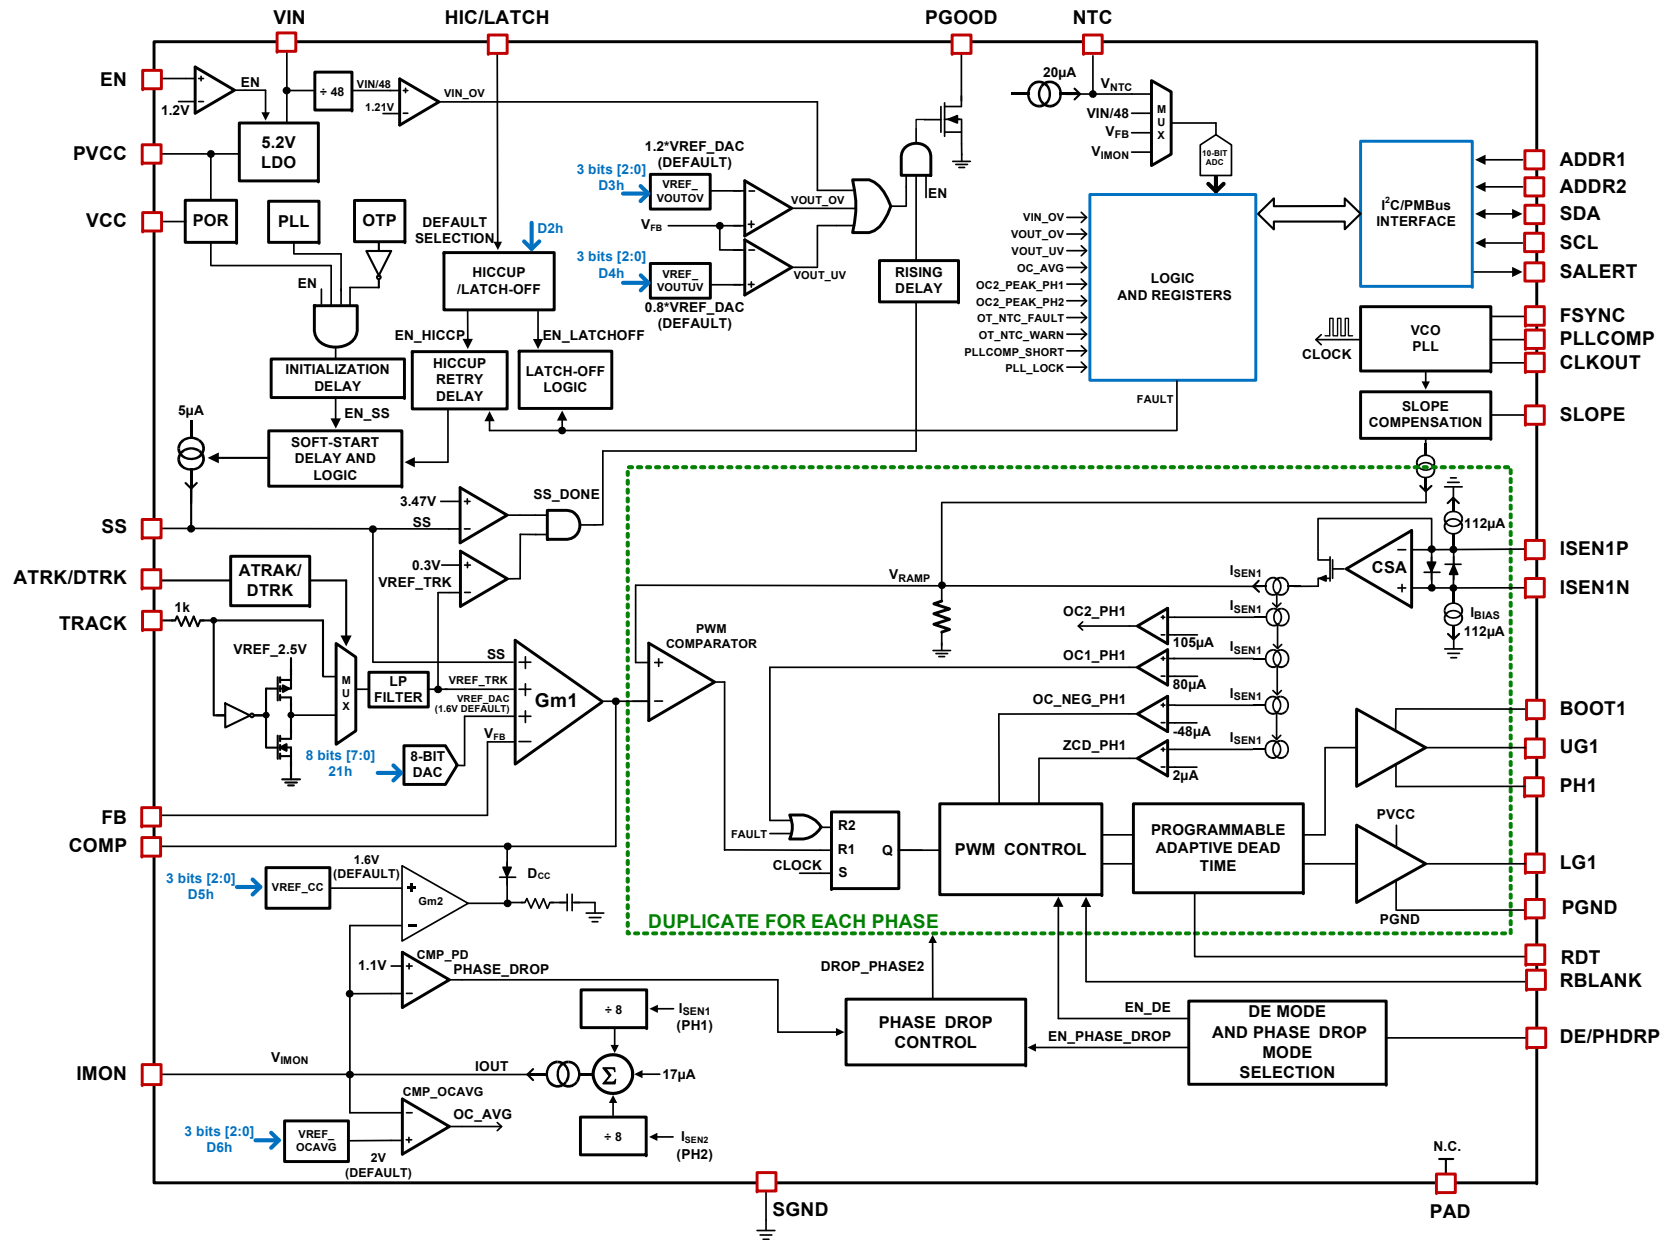 VIN
HIC/LATCH
PGOOD
NTC
EN
PVCC
VCC
SS
ATRK/DTRK
TRACK
FB
COMP
IMON
ADDR1
ADDR2
SDA
SCL
SALERT
FSYNC
PLLCOMP
CLKOUT
SLOPE
ISEN1P
ISEN1N
BOOT1
UG1
PH1
LG1
PGND
RDT
RBLANK
DE/PHDRP
SGND
PAD
N.C.
+
−
1.2V
EN
÷ 48
VIN/48
1.21V
+
−
VIN_OV
5.2V
LDO
POR
PLL
OTP
EN
INITIALIZATION
DELAY
EN_SS
5µA
SOFT-START
DELAY AND
LOGIC
DEFAULT
SELECTION
D2h
HICCUP
/LATCH-OFF
EN_HICCP
EN_LATCHOFF
HICCUP
RETRY
DELAY
LATCH-OFF
LOGIC
1.2*VREF_DAC
(DEFAULT)
3 bits [2:0]
D3h
VREF_
VOUTOV
VFB
3 bits [2:0]
D4h
VREF_
VOUTUV
0.8*VREF_DAC
(DEFAULT)
−
+
−
+
VOUT_OV
VOUT_UV
EN
RISING
DELAY
20µA
VNTC
VIN/48
VFB
VIMON
M
U
X
10-BIT
ADC
VIN_OV
VOUT_OV
VOUT_UV
OC_AVG
OC2_PEAK_PH1
OC2_PEAK_PH2
OT_NTC_FAULT
OT_NTC_WARN
PLLCOMP_SHORT
PLL_LOCK
LOGIC
AND REGISTERS
FAULT
I2C/PMBus
INTERFACE
VCO
PLL
CLOCK
SLOPE
COMPENSATION
3.47V
SS
+
−
SS_DONE
0.3V
VREF_TRK
+
−
ATRAK/
DTRK
1k
VREF_2.5V
M
U
X
LP
FILTER
SS
VREF_TRK
VREF_DAC
(1.6V DEFAULT)
VFB
+
+
+
−
Gm1
8 bits [7:0]
21h
8-BIT
DAC
PWM
COMPARATOR
+
−
VRAMP
ISEN1
ISEN1
ISEN1
ISEN1
ISEN1
CSA
−
+
112µA
IBIAS
112µA
OC2_PH1
+
−
105µA
OC1_PH1
+
−
80µA
OC_NEG_PH1
+
−
-48µA
ZCD_PH1
+
−
2µA
FAULT
CLOCK
R2
R1
S
Q
PWM CONTROL
PROGRAMMABLE
ADAPTIVE DEAD
TIME
PVCC
PGND
DUPLICATE FOR EACH PHASE
3 bits [2:0]
D5h
VREF_CC
1.6V
(DEFAULT)
+
−
Gm2
DCC
1.1V
+
−
CMP_PD
PHASE_DROP
÷ 8
ISEN1
(PH1)
VIMON
IOUT
Σ
17µA
÷ 8
ISEN2
(PH2)
CMP_OCAVG
−
+
OC_AVG
3 bits [2:0]
D6h
VREF_
OCAVG
2V
(DEFAULT)
DROP_PHASE2
PHASE DROP
CONTROL
EN_DE
EN_PHASE_DROP
DE MODE
AND PHASE DROP
MODE
SELECTION